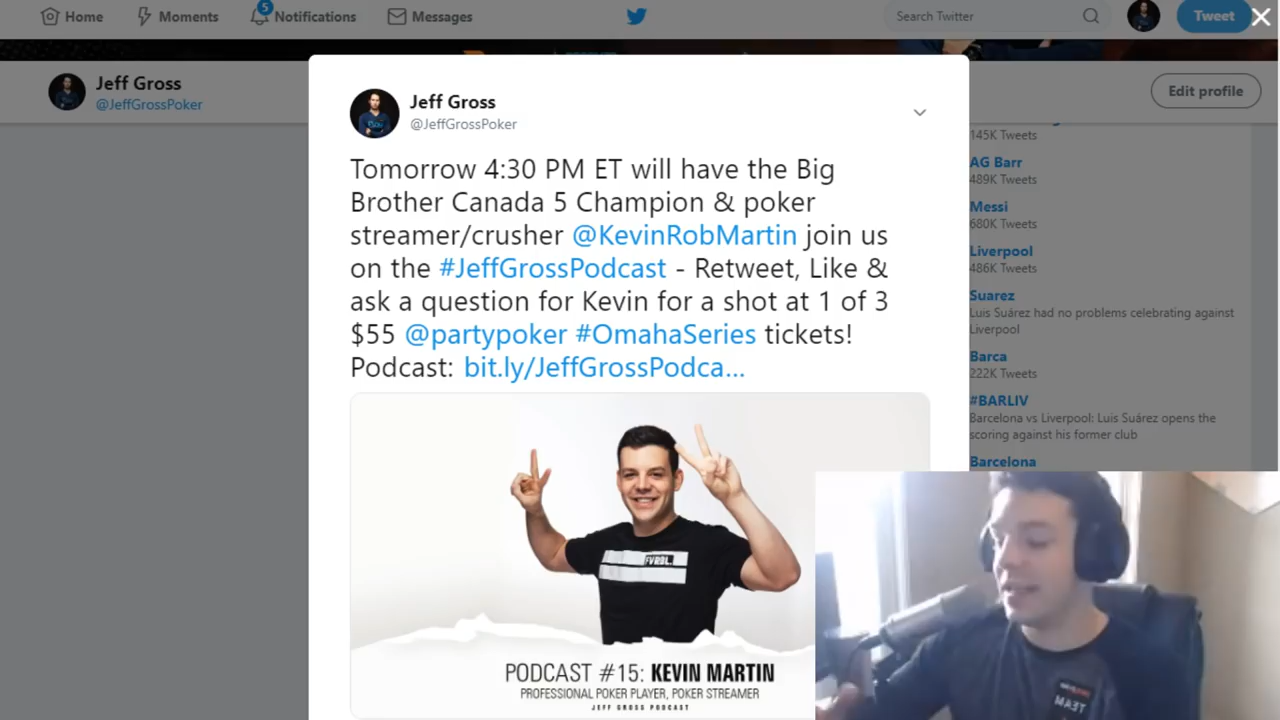 Home
Moments
5
Notifications
Messages
Search Twitter
Tweet
Jeff Gross
@JeffGrossPoker
Edit profile
Jeff Gross
@JeffGrossPoker
Tomorrow 4:30 PM ET will have the Big
Brother Canada 5 Champion & poker
streamer/crusher @KevinRobMartin join us
on the #JeffGrossPodcast - Retweet, Like &
ask a question for Kevin for a shot at 1 of 3
$55 @partypoker #OmahaSeries tickets!
Podcast: bit.ly/JeffGrossPodca...
FVRBL.
PODCAST #15: KEVIN MARTIN
PROFESSIONAL POKER PLAYER, POKER STREAMER
JEFF GROSS PODCAST
145K Tweets
AG Barr
489K Tweets
Messi
680K Tweets
Liverpool
486K Tweets
Suarez
Luis Suárez had no problems celebrating against
Liverpool
Barca
222K Tweets
#BARLIV
Barcelona vs Liverpool: Luis Suárez opens the
scoring against his former club
Barcelona